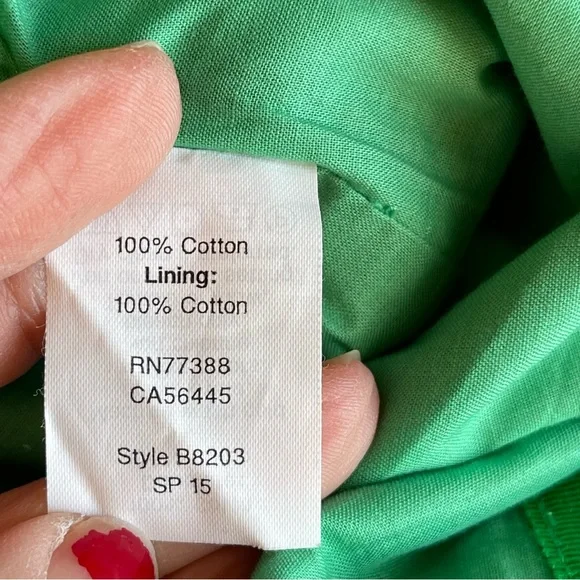 100% Cotton
Lining:
100% Cotton
RN77388
CA56445
Style B8203
SP 15